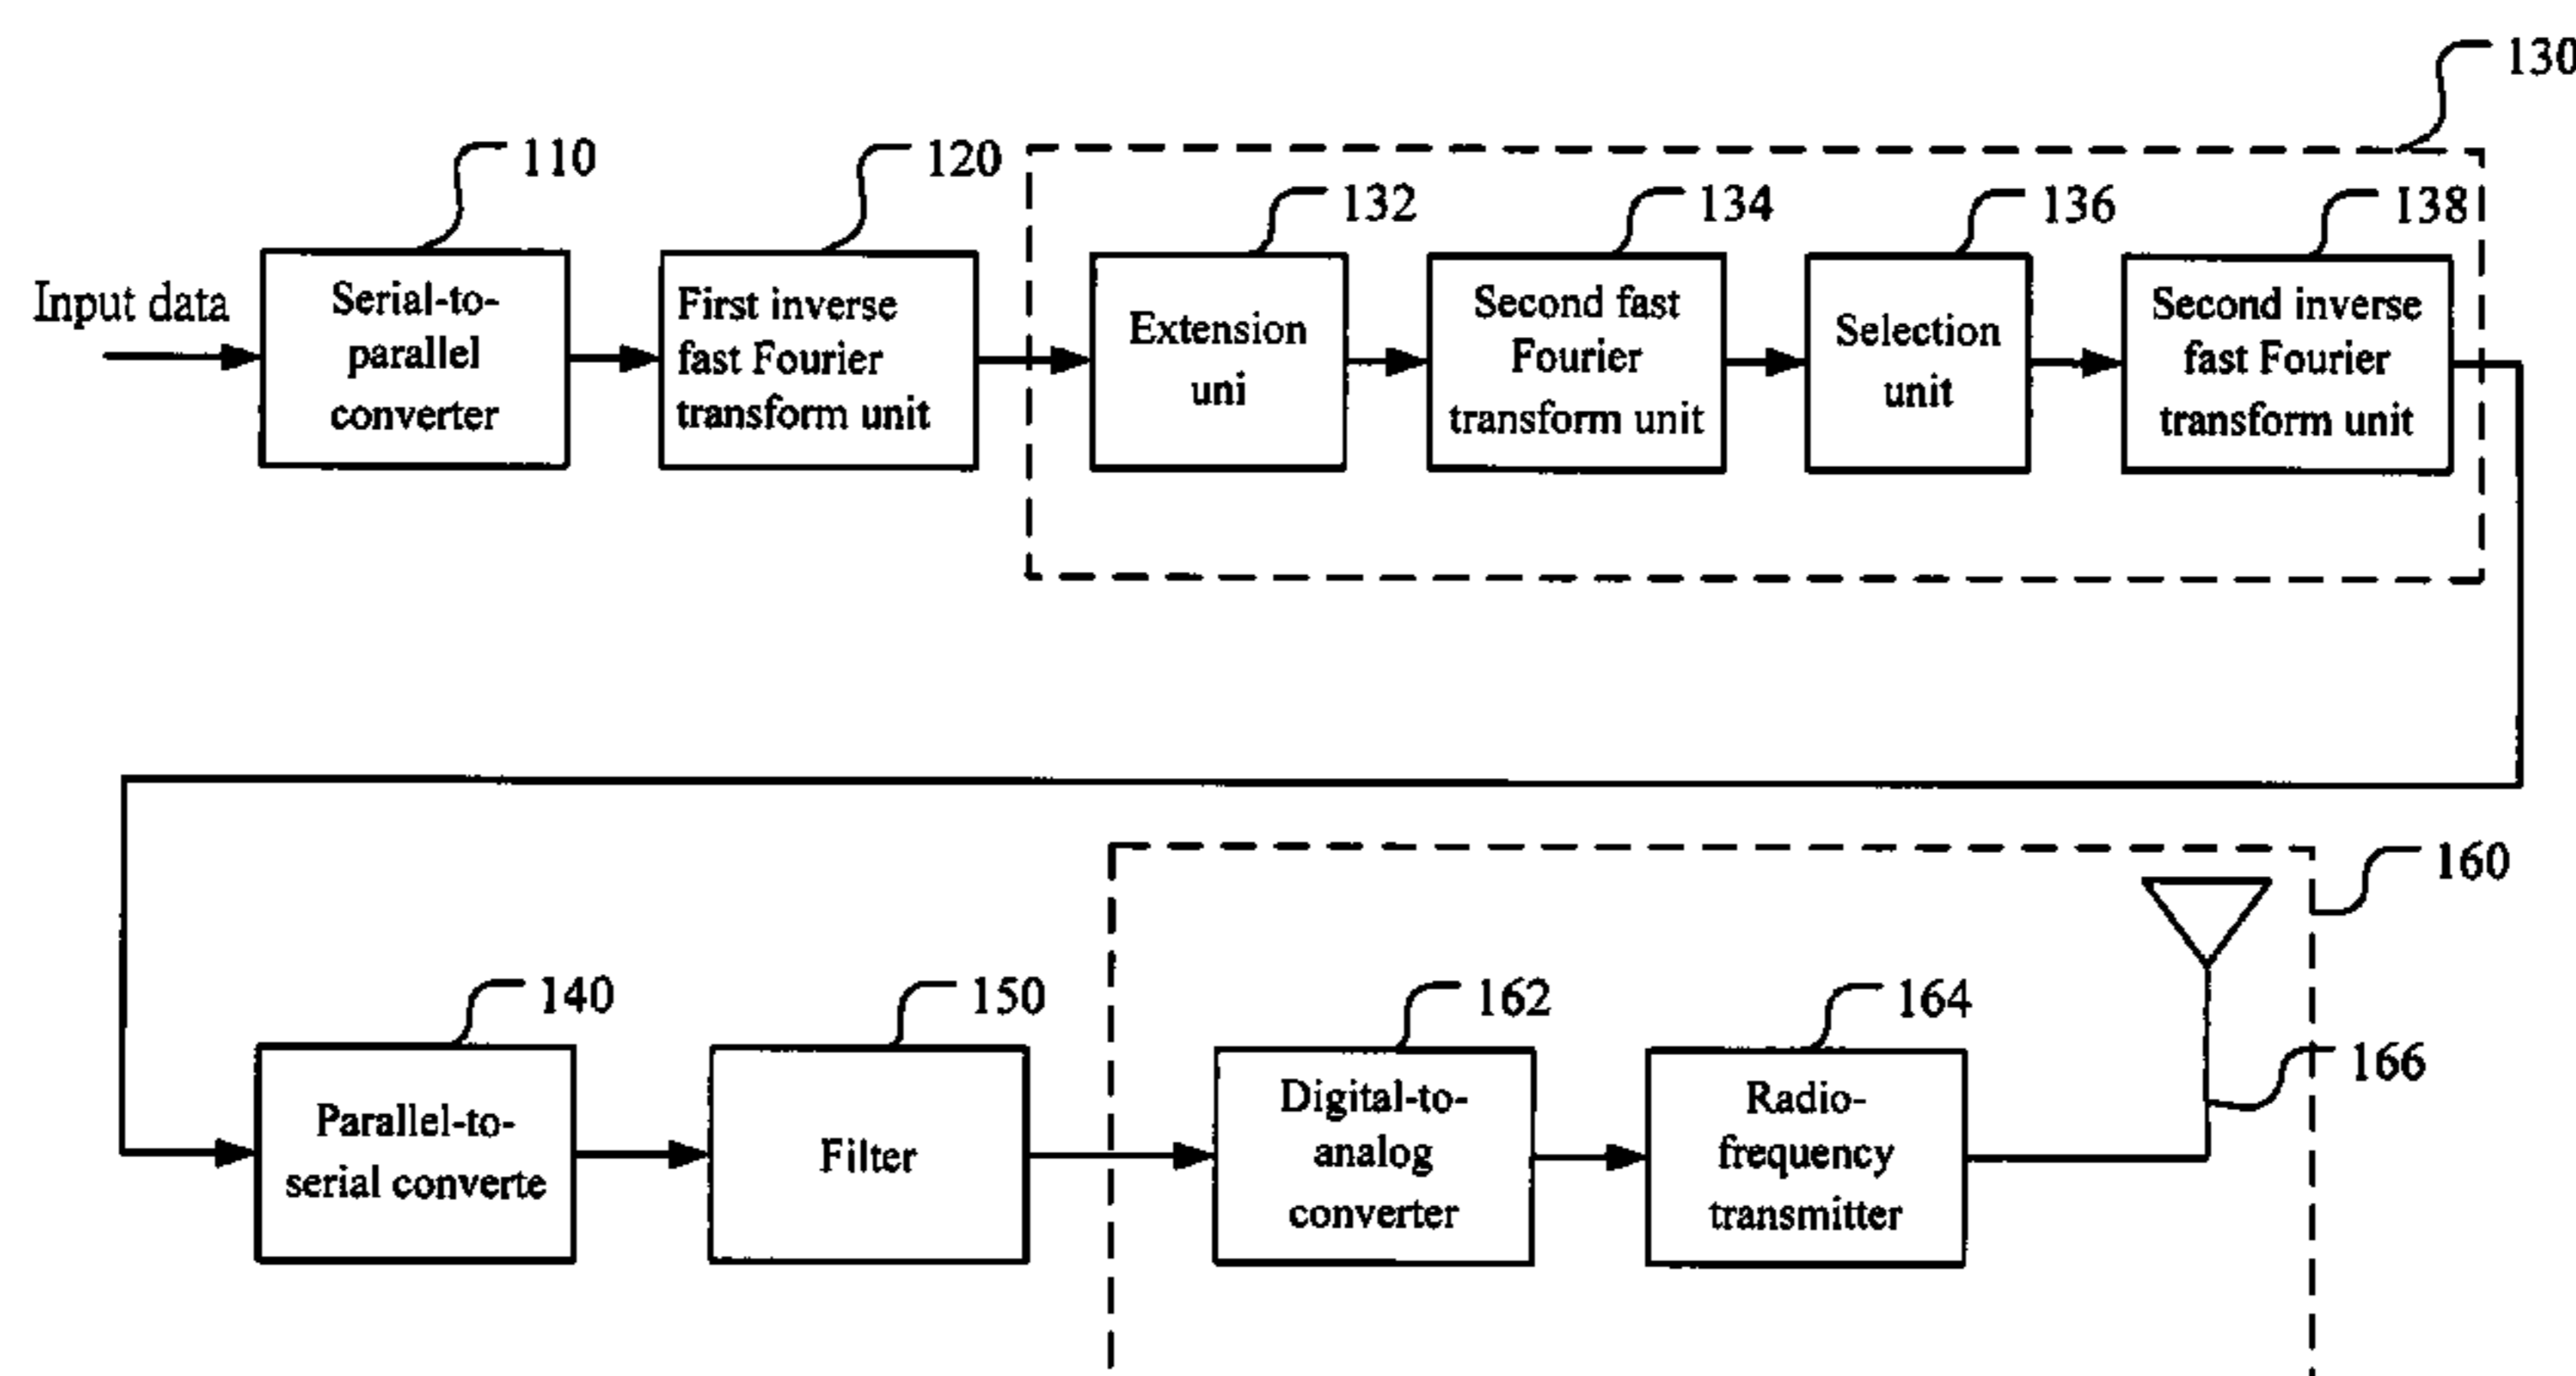 130
110
120
132
134
136
138
Input data
Serial-to-
parallel
converter
First inverse
fast Fourier
transform unit
Extension
uni
Second fast
Fourier
transform unit
Selection
unit
Second inverse
fast Fourier
transform unit
160
140
150
162
164
166
Parallel-to-
serial converte
Filter
Digital-to-
analog
converter
Radio-
frequency
transmitter